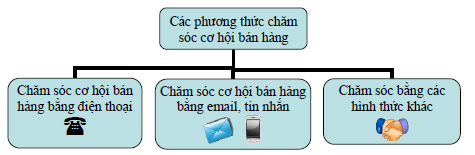 Các phương thức chăm
sóc cơ hội bán hàng
Chăm sóc cơ hội bán
hàng bằng điện thoại
Chăm sóc cơ hội bán hàng
bằng email, tin nhắn
Chăm sóc bằng các
hình thức khác